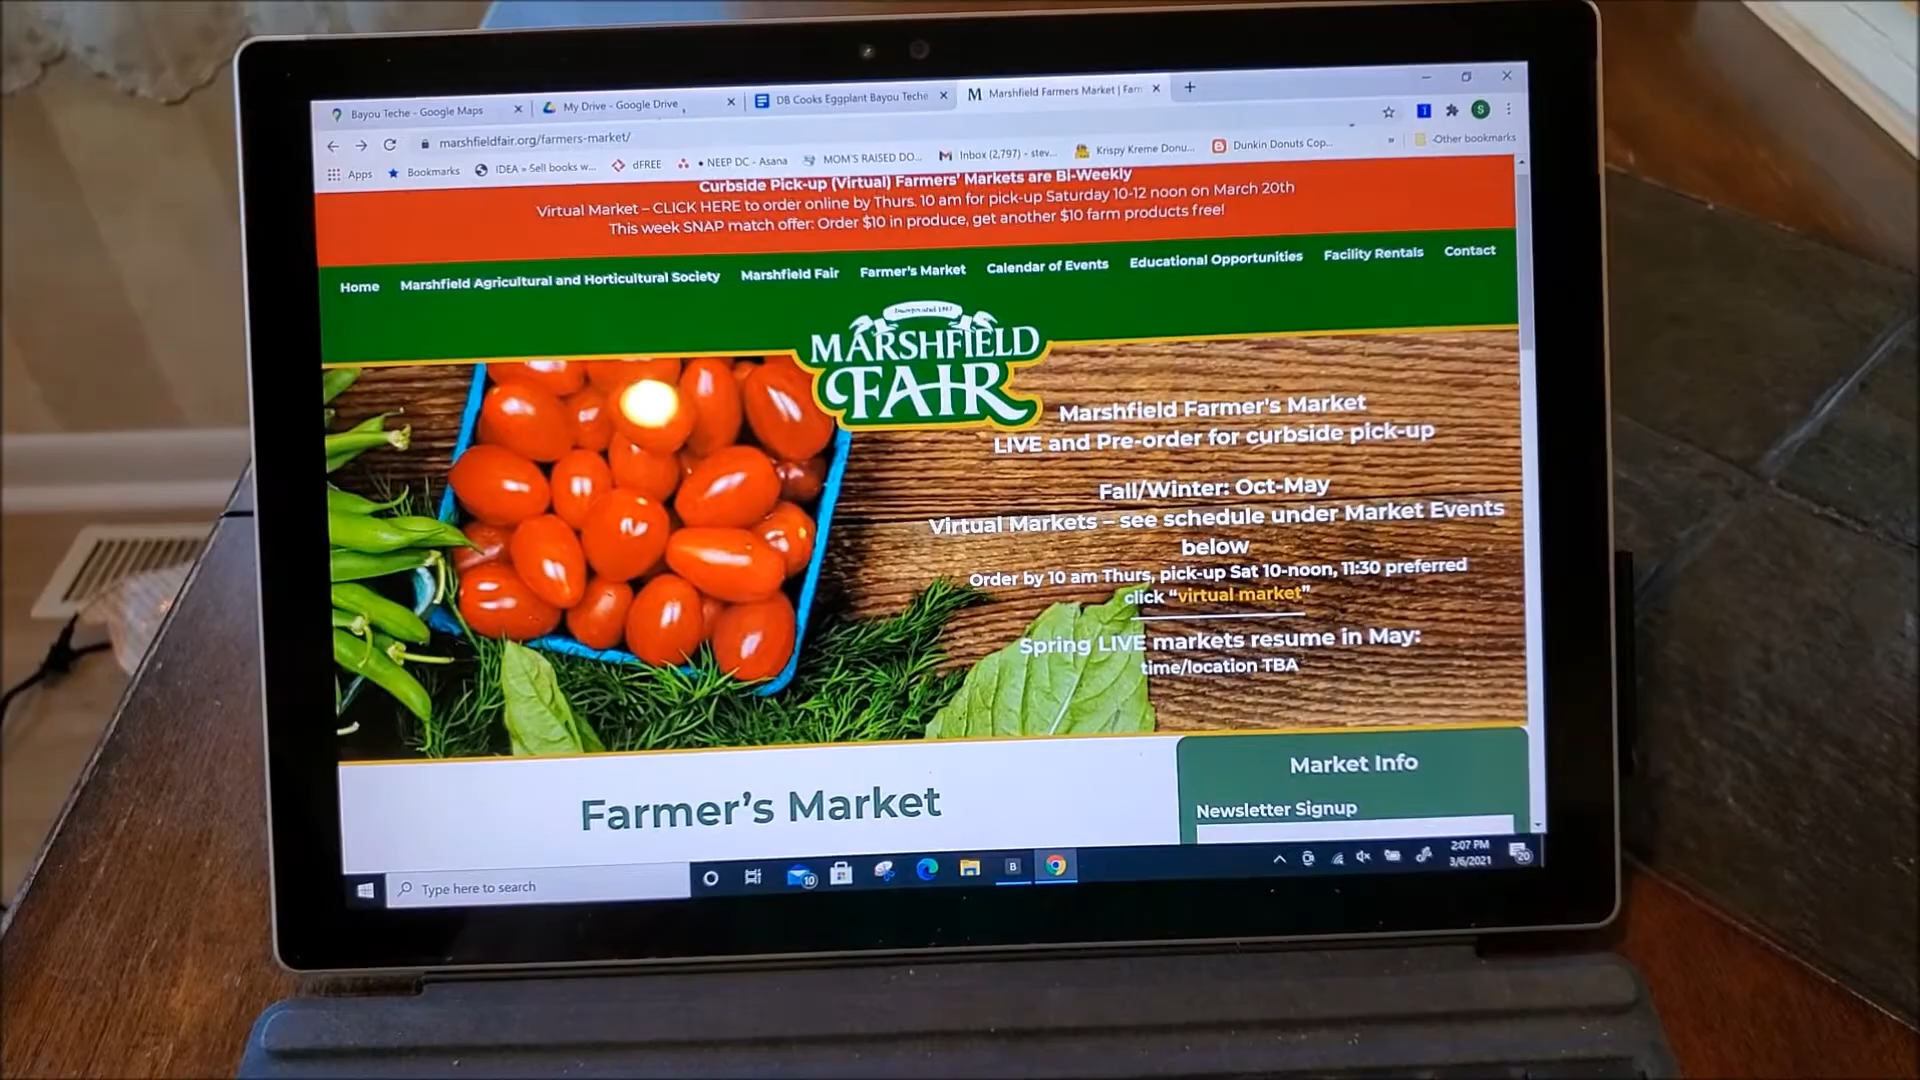 Bayou Teche - Google Maps
My Drive - Google Drive
DB Cooks Eggplant Bayou Teche
M Marshfield Farmers Market | Farm
marshfieldfair.org/farmers-market/
S
Apps
Bookmarks
IDEA » Sell books w...
dFREE
NEEP DC - Asana
MOM'S RAISED DO...
Inbox (2,797) - stev...
Krispy Kreme Donu...
Dunkin Donuts Cop...
»
Other bookmarks
Curbside Pick-up (Virtual) Farmers' Markets are Bi-Weekly
Virtual Market – CLICK HERE to order online by Thurs. 10 am for pick-up Saturday 10-12 noon on March 20th
This week SNAP match offer: Order $10 in produce, get another $10 farm products free!
Home Marshfield Agricultural and Horticultural Society Marshfield Fair Farmer's Market Calendar of Events Educational Opportunities Facility Rentals Contact
MARSHFIELD
FAIR
Marshfield Farmer's Market
LIVE and Pre-order for curbside pick-up
Fall/Winter: Oct-May
Virtual Markets – see schedule under Market Events
below
Order by 10 am Thurs, pick-up Sat 10-noon, 11:30 preferred
click “virtual market”
Spring LIVE markets resume in May:
time/location TBA
Farmer's Market
Market Info
Newsletter Signup
Type here to search
10
B
2:07 PM
3/6/2021
20